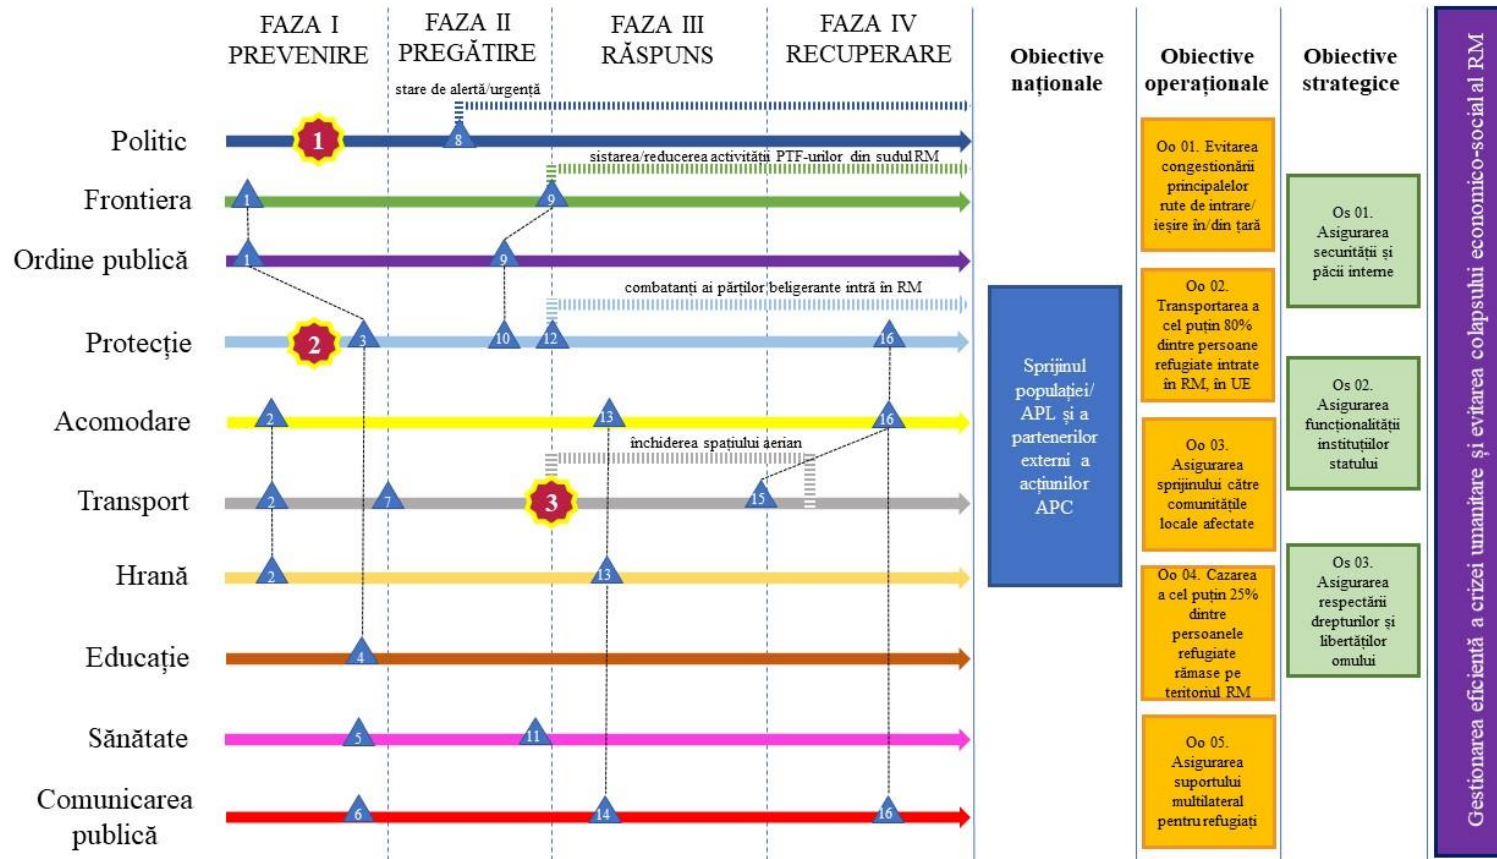 FAZA I
PREVENIRE
FAZA II
PREGĂTIRE
FAZA III
RĂSPUNS
FAZA IV
RECUPERARE
Obiective
naționale
Obiective
operaționale
Obiective
strategice
stare de alertă/urgență
Politic
1
8
sistarea/reducerea activității PTF-urilor din sudul RM
Frontiera
1
9
Ordine publică
1
9
combatanți ai părților beligerante intră în RM
Protecție
2
3
10
12
16
Acomodare
2
13
16
închiderea spațiului aerian
Transport
2
7
3
15
Hrană
2
13
Educație
4
Sănătate
5
11
Comunicarea
publică
6
14
16
Sprijinul
populației/
APL și a
partenerilor
externi a
acțiunilor
APC
Oo 01. Evitarea
congestionării
principalelor
rute de intrare/
ieșire în/din țară
Oo 02.
Transportarea a
cel puțin 80%
dintre persoane
refugiate intrate
în RM, în UE
Oo 03.
Asigurarea
sprijinului către
comunitățile
locale afectate
Oo 04. Cazarea
a cel puțin 25%
dintre
persoanele
refugiate
rămase pe
teritoriul RM
Oo 05.
Asigurarea
suportului
multilateral
pentru refugiați
Os 01.
Asigurarea
securității și
păcii interne
Os 02.
Asigurarea
funcționalității
instituțiilor
statului
Os 03.
Asigurarea
respectării
drepturilor și
libertăților
omului
Gestionarea eficientă a crizei umanitare și evitarea colapsului economico-social al RM